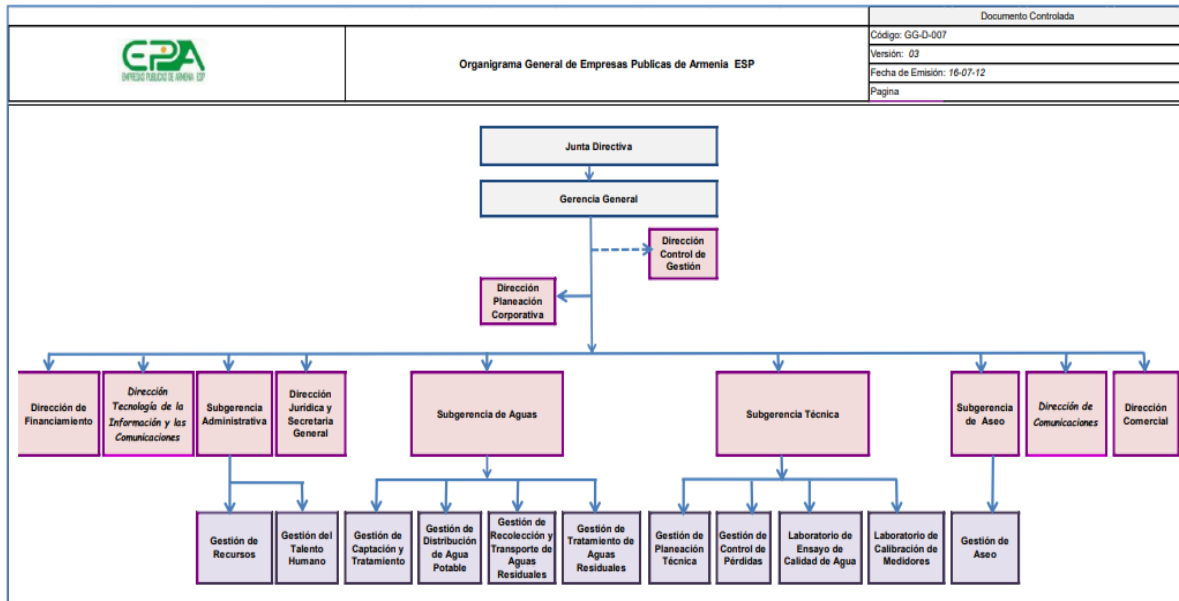 Documento Controlada
EPA
EMPRESAS PUBLICAS DE ARMENIA ESP
Organigrama General de Empresas Publicas de Armenia ESP
Código: GG-D-007
Versión: 03
Fecha de Emisión: 16-07-12
Pagina
Junta Directiva
Gerencia General
Dirección
Control de
Gestión
Dirección
Planeación
Corporativa
Dirección de
Financiamiento
Dirección
Tecnología de la
Información y las
Comunicaciones
Subgerencia
Administrativa
Dirección
Jurídica y
Secretaria
General
Subgerencia de Aguas
Subgerencia Técnica
Subgerencia
de Aseo
Dirección de
Comunicaciones
Dirección
Comercial
Gestión de
Recursos
Gestión del
Talento
Humano
Gestión de
Captación y
Tratamiento
Gestión de
Distribución
de Agua
Potable
Gestión de
Recolección y
Transporte de
Aguas
Residuales
Gestión de
Tratamiento de
Aguas
Residuales
Gestión de
Planeación
Técnica
Gestión de
Control de
Pérdidas
Laboratorio de
Ensayo de
Calidad de Agua
Laboratorio de
Calibración de
Medidores
Gestión de
Aseo